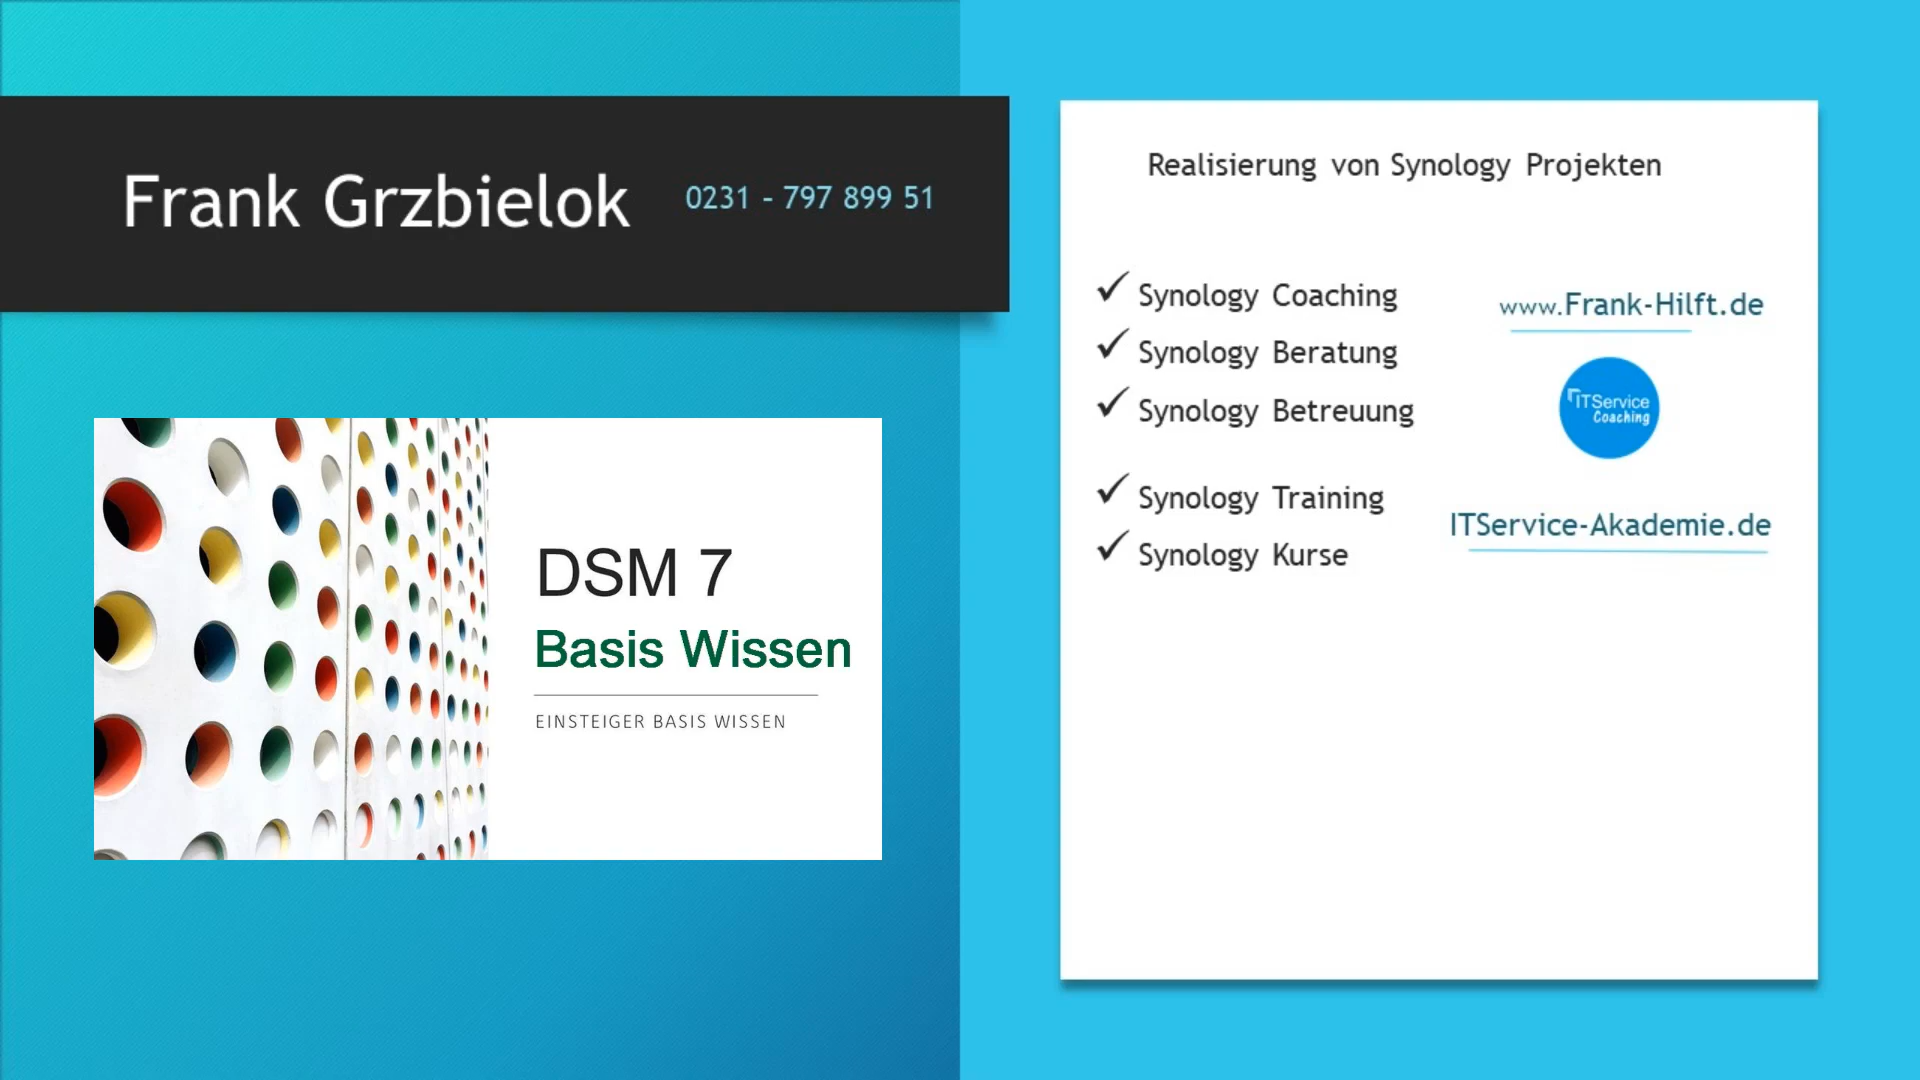 Frank Grzbielok
0231 - 797 899 51
DSM 7
Basis Wissen
EINSTEIGER BASIS WISSEN
Realisierung von Synology Projekten
✓ Synology Coaching
✓ Synology Beratung
✓ Synology Betreuung
✓ Synology Training
✓ Synology Kurse
www.Frank-Hilft.de
ITService
Coaching
ITService-Akademie.de